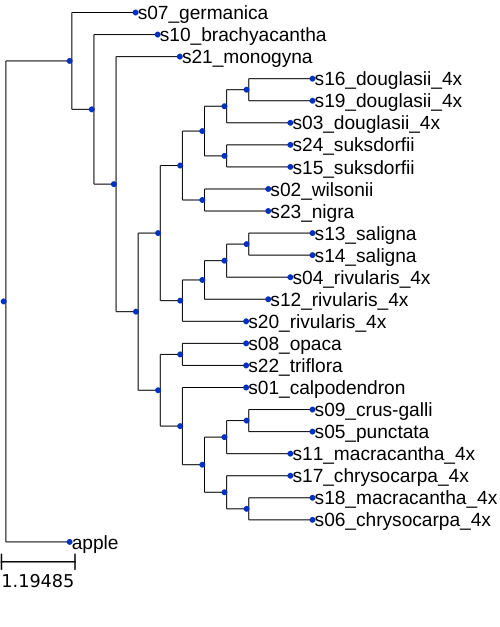 s07_germanica
s10_brachyacantha
s21_monogyna
s16_douglasii_4x
s19_douglasii_4x
s03_douglasii_4x
s24_suksdorfii
s15_suksdorfii
s02_wilsonii
s23_nigra
s13_saligna
s14_saligna
s04_rivularis_4x
s12_rivularis_4x
s20_rivularis_4x
s08_opaca
s22_triflora
s01_calpodendron
s09_crus-galli
s05_punctata
s11_macracantha_4x
s17_chrysocarpa_4x
s18_macracantha_4x
s06_chrysocarpa_4x
apple
1.19485